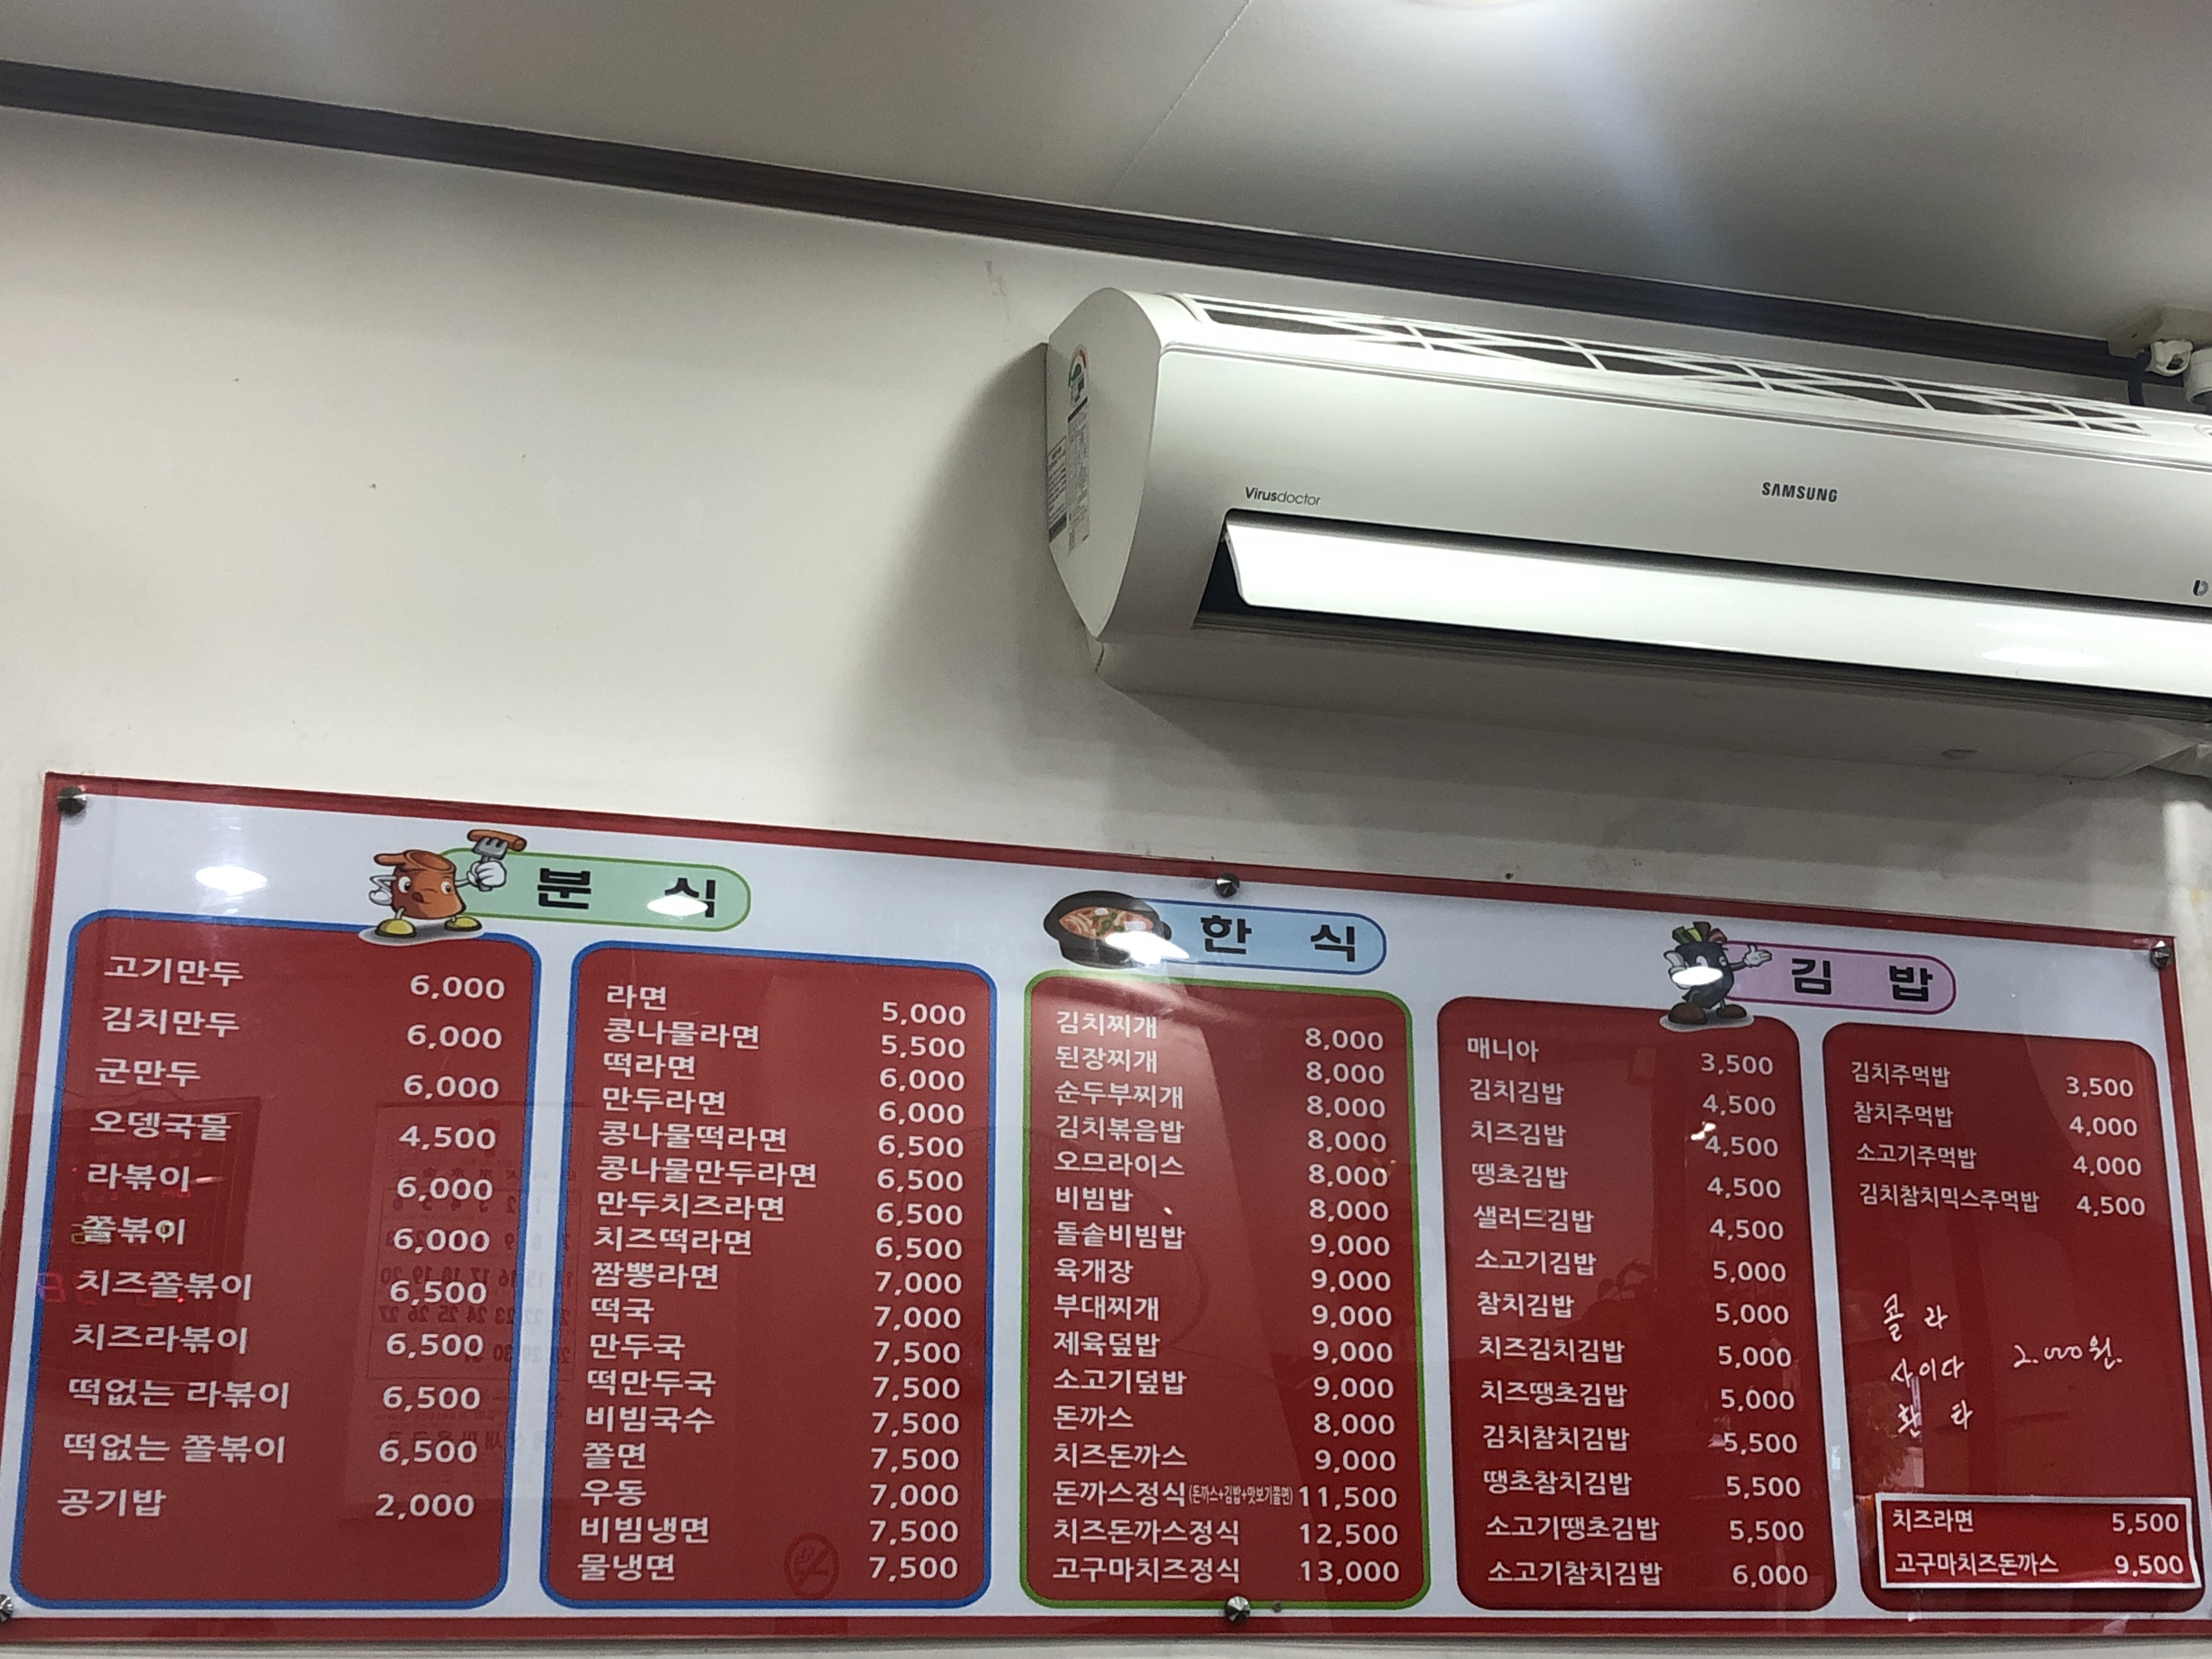 Virusdoctor
SAMSUNG
분 식
고기만두 6,000
김치만두 6,000
군만두 6,000
오뎅국물 4,500
라볶이 6,000
쫄볶이 6,000
치즈쫄볶이 6,500
치즈라볶이 6,500
떡없는 라볶이 6,500
떡없는 쫄볶이 6,500
공기밥 2,000
라면 5,000
콩나물라면 5,500
떡라면 6,000
만두라면 6,000
콩나물떡라면 6,500
콩나물만두라면 6,500
만두치즈라면 6,500
치즈떡라면 6,500
짬뽕라면 7,000
떡국 7,000
만두국 7,500
떡만두국 7,500
비빔국수 7,500
쫄면 7,500
우동 7,000
비빔냉면 7,500
물냉면 7,500
한 식
김치찌개 8,000
된장찌개 8,000
순두부찌개 8,000
김치볶음밥 8,000
오므라이스 8,000
비빔밥 8,000
돌솥비빔밥 9,000
육개장 9,000
부대찌개 9,000
제육덮밥 9,000
소고기덮밥 9,000
돈까스 8,000
치즈돈까스 9,000
돈까스정식(돈까스+김밥+맛보기쫄면) 11,500
치즈돈까스정식 12,500
고구마치즈정식 13,000
김 밥
매니아 3,500
김치김밥 4,500
치즈김밥 4,500
땡초김밥 4,500
샐러드김밥 4,500
소고기김밥 5,000
참치김밥 5,000
치즈김치김밥 5,000
치즈땡초김밥 5,000
김치참치김밥 5,500
땡초참치김밥 5,500
소고기땡초김밥 5,500
소고기참치김밥 6,000
김치주먹밥 3,500
참치주먹밥 4,000
소고기주먹밥 4,000
김치참치믹스주먹밥 4,500
콜 라
사이다 2.000원.
환 타
치즈라면 5,500
고구마치즈돈까스 9,500